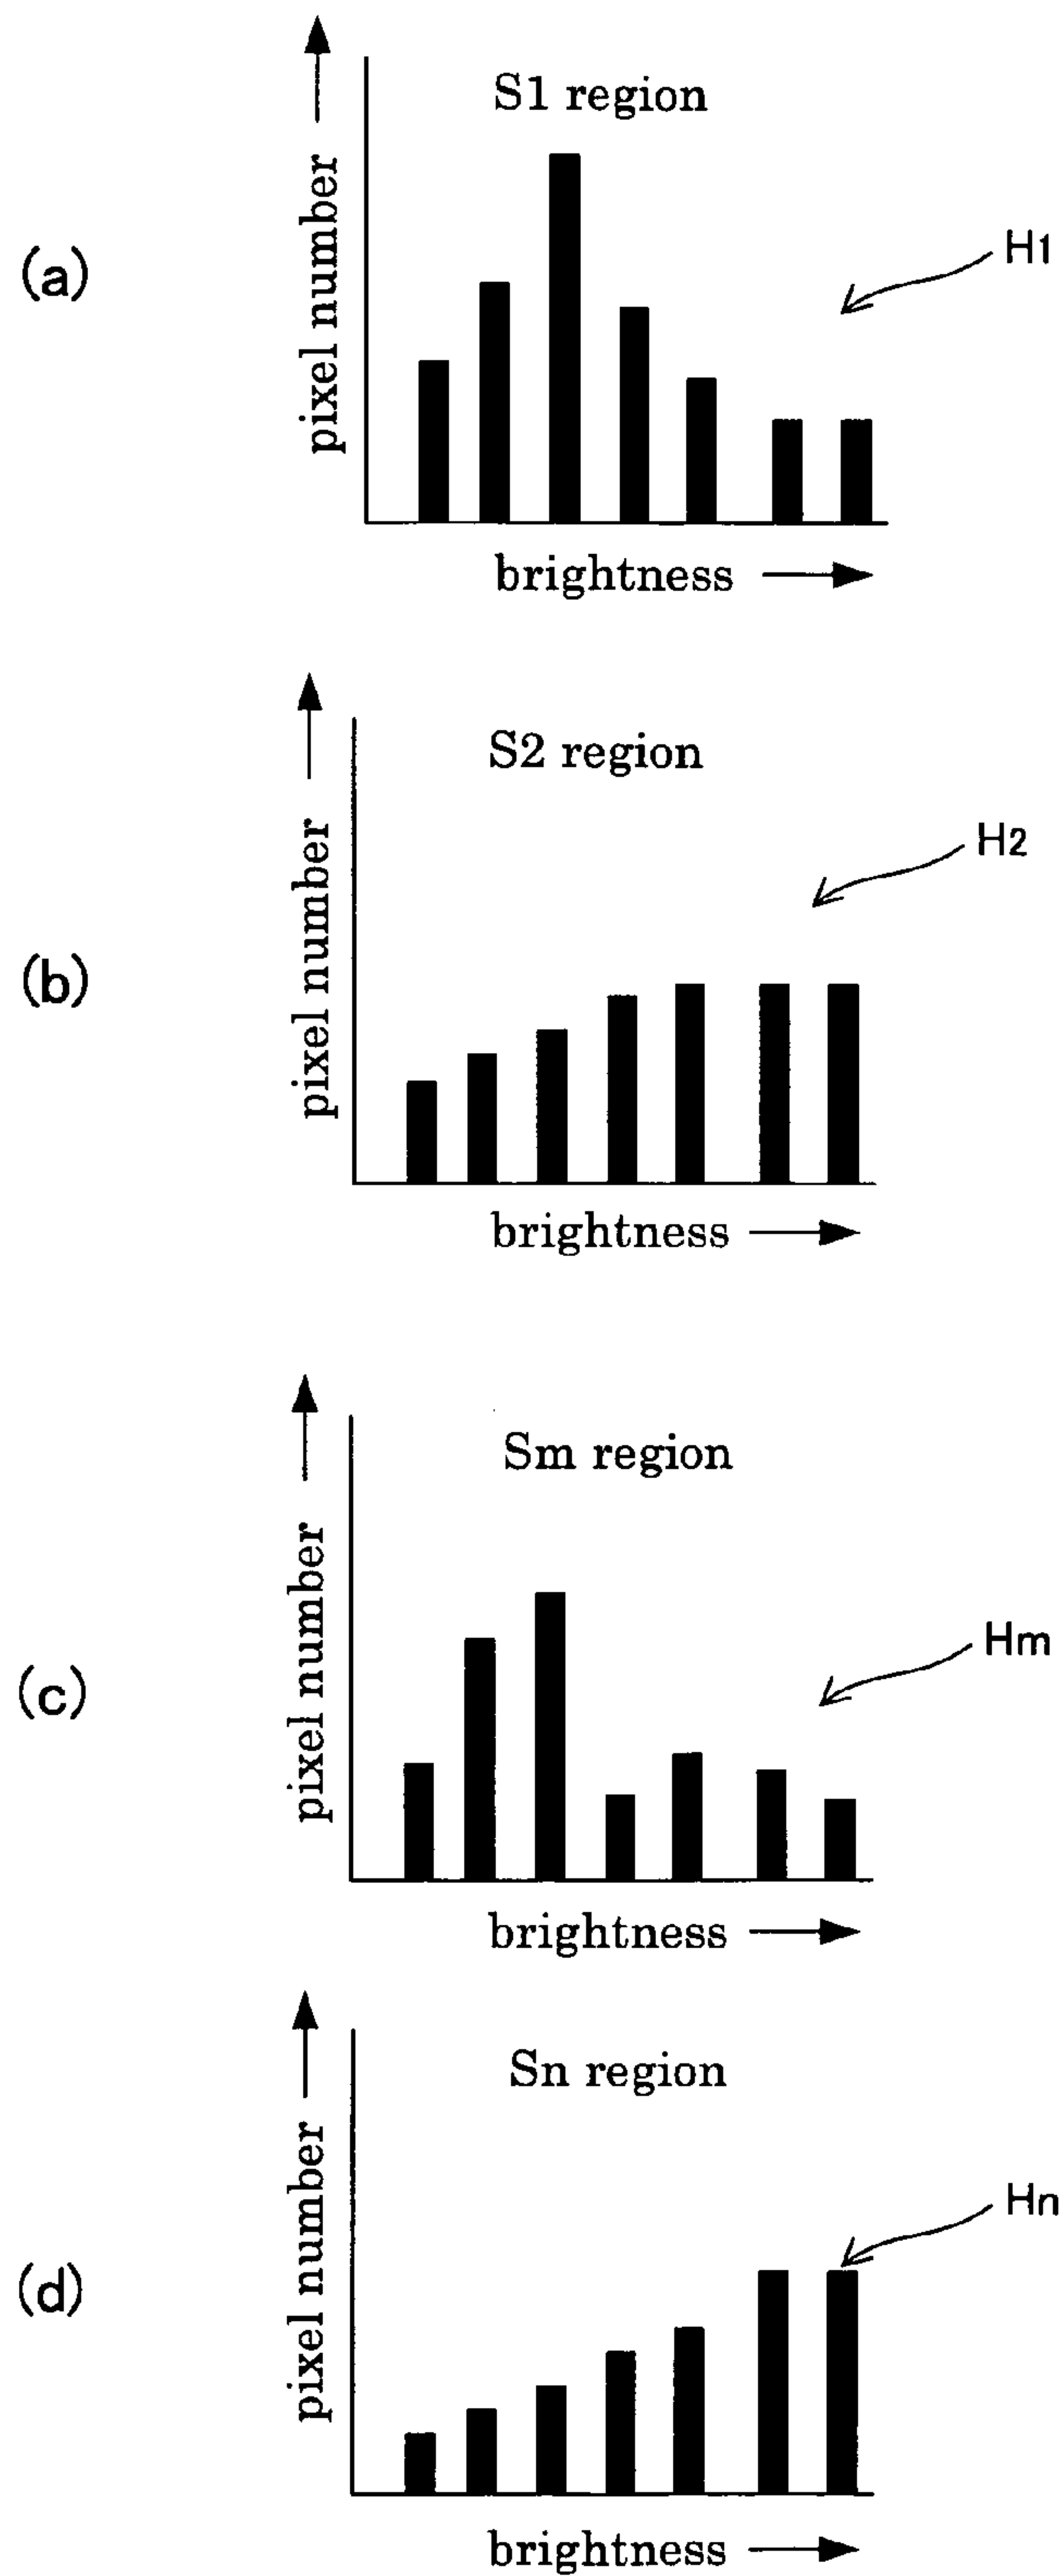 (a)
S1 region
pixel number
H1
brightness
(b)
S2 region
pixel number
H2
brightness
(c)
Sm region
pixel number
Hm
brightness
(d)
Sn region
pixel number
Hn
brightness